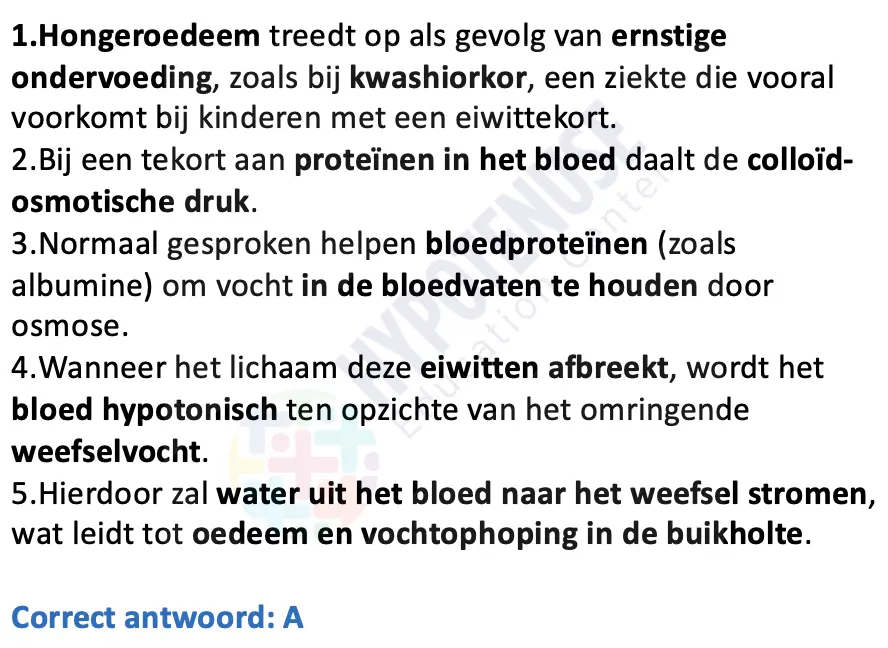 1.Hongeroedeem treedt op als gevolg van ernstige
ondervoeding, zoals bij kwashiorkor, een ziekte die vooral
voorkomt bij kinderen met een eiwittekort.
2.Bij een tekort aan proteïnen in het bloed daalt de colloïd-
osmotische druk.
3.Normaal gesproken helpen bloedproteïnen (zoals
albumine) om vocht in de bloedvaten te houden door
osmose.
4.Wanneer het lichaam deze eiwitten afbreekt, wordt het
bloed hypotonisch ten opzichte van het omringende
weefselvocht.
5.Hierdoor zal water uit het bloed naar het weefsel stromen,
wat leidt tot oedeem en vochtophoping in de buikholte.
Correct antwoord: A
HYPOTENUSE
Education Center